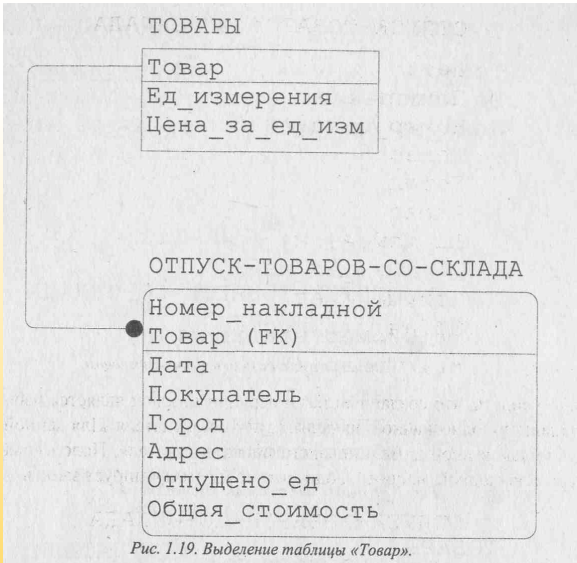 ТОВАРЫ
Товар
Ед_измерения
Цена_за_ед_изм
ОТПУСК-ТОВАРОВ-СО-СКЛАДА
Номер_накладной
Товар (FK)
Дата
Покупатель
Город
Адрес
Отпущено_ед
Общая_стоимость
Рис. 1.19. Выделение таблицы «Товар».